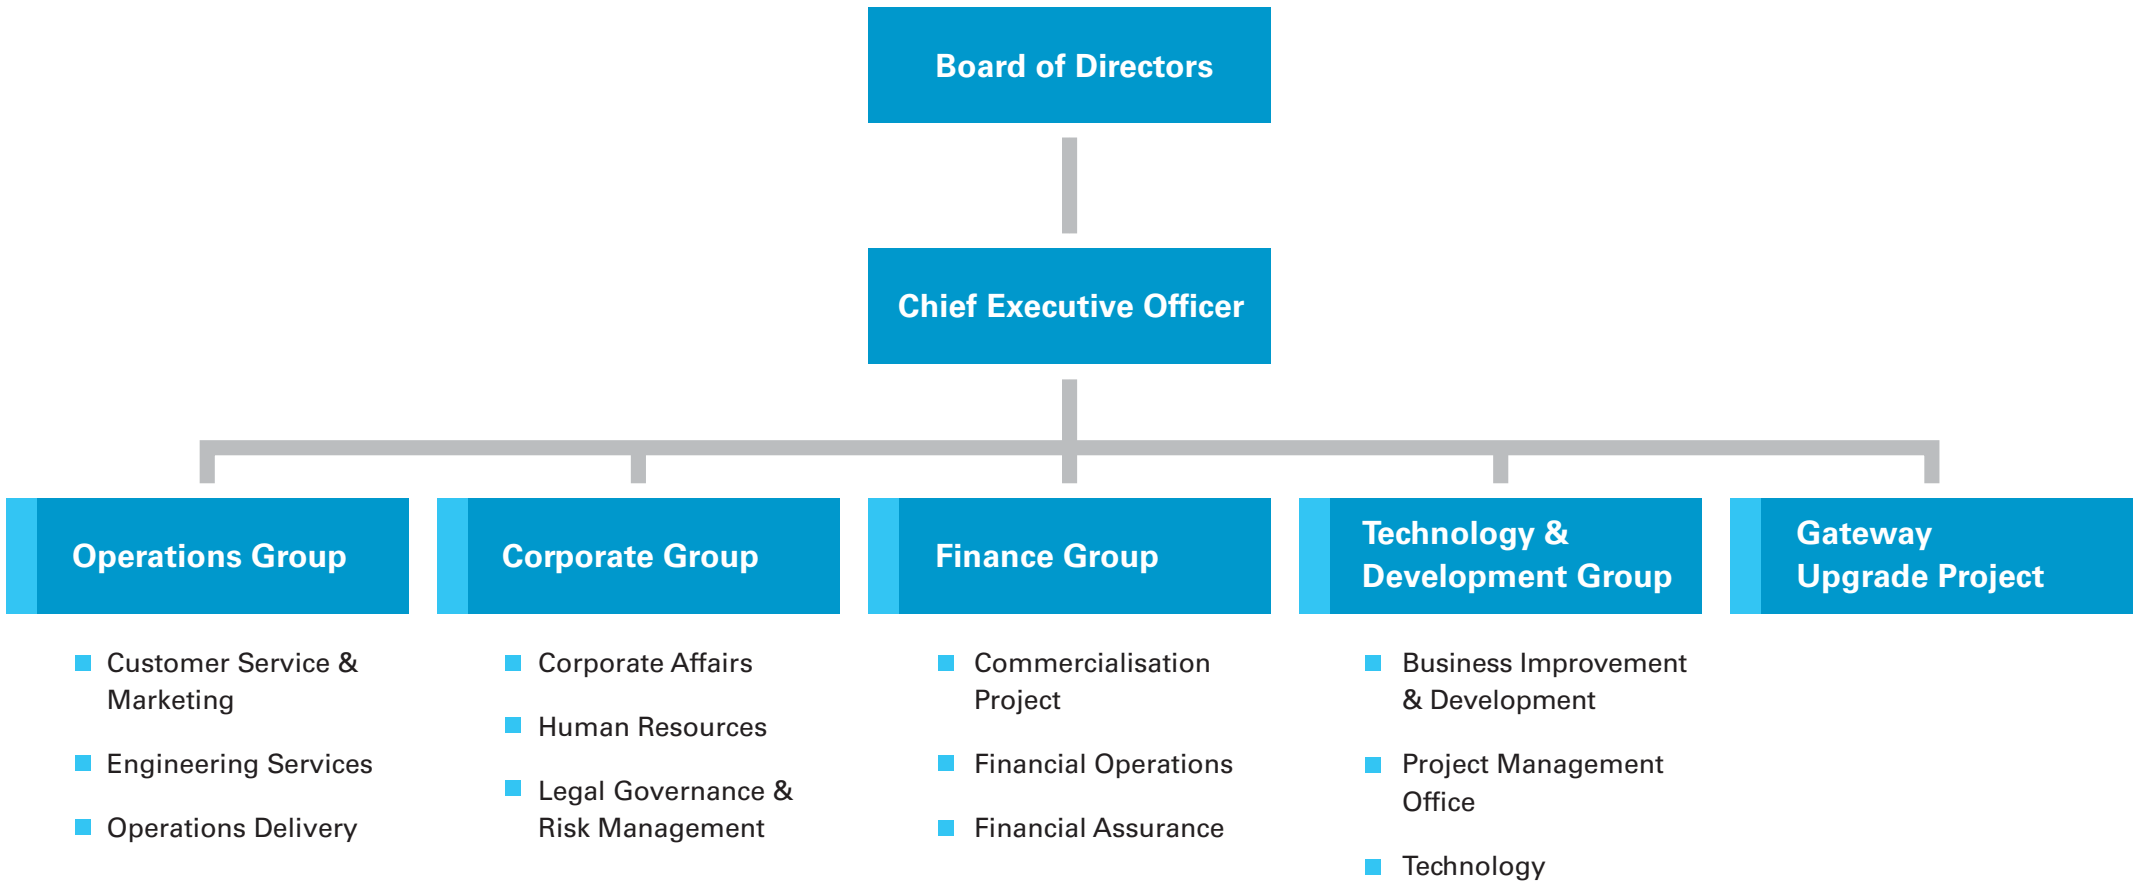 Board of Directors
Chief Executive Officer
Operations Group
Customer Service &
Marketing
Engineering Services
Operations Delivery
Corporate Group
Corporate Affairs
Human Resources
Legal Governance &
Risk Management
Finance Group
Commercialisation
Project
Financial Operations
Financial Assurance
Technology &
Development Group
Business Improvement
& Development
Project Management
Office
Technology
Gateway
Upgrade Project